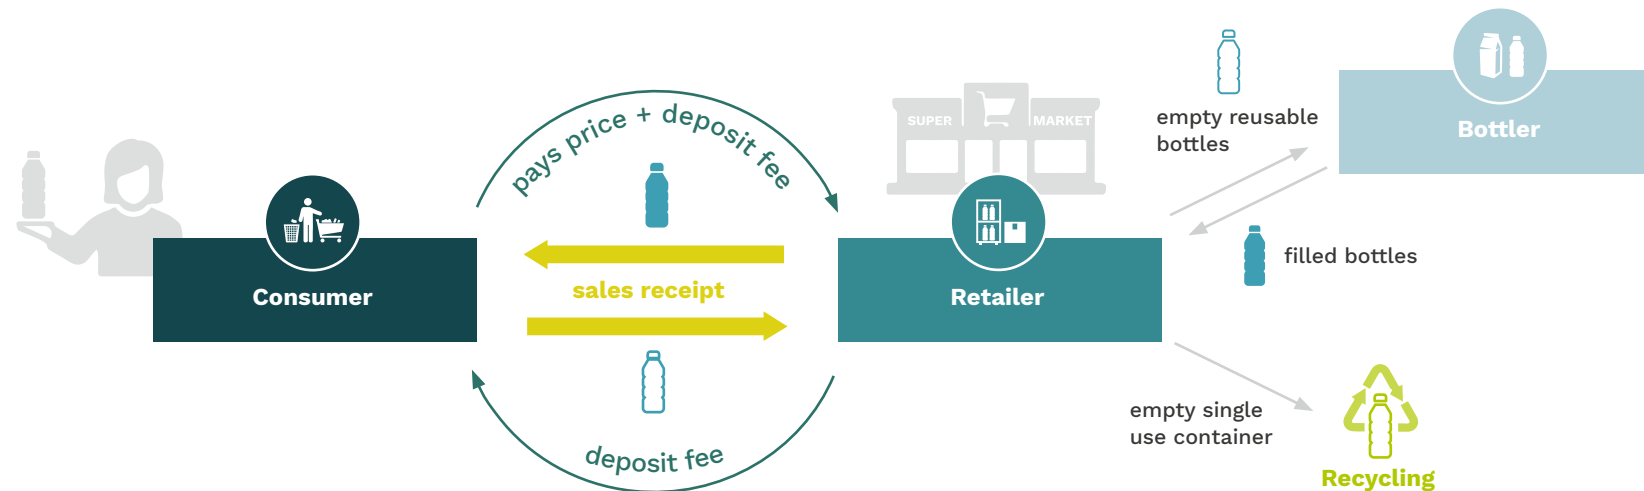 pays price + deposit fee
SUPER MARKET
empty reusable
bottles
Bottler
filled bottles
Consumer
sales receipt
Retailer
deposit fee
empty single
use container
Recycling